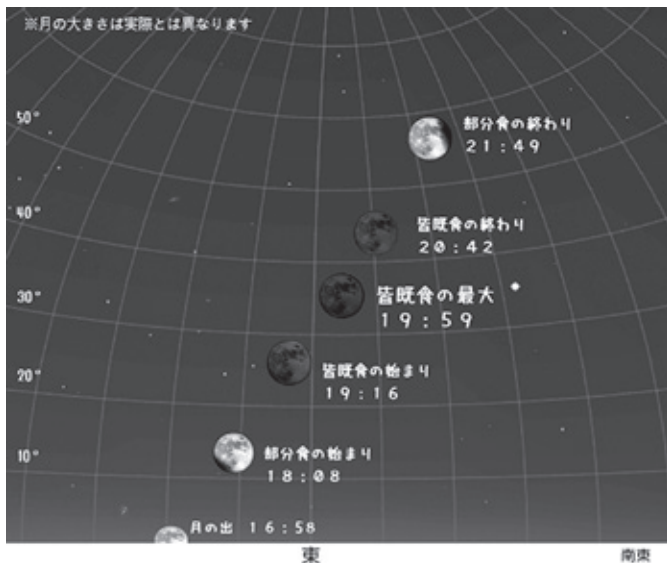 ※月の大きさは実際とは異なります
50°
部分食の終わり
21:49
40°
皆既食の終わり
20:42
30°
皆既食の最大
19:59
20°
皆既食の始まり
19:16
10°
部分食の始まり
18:08
月の出 16:58
東
南東